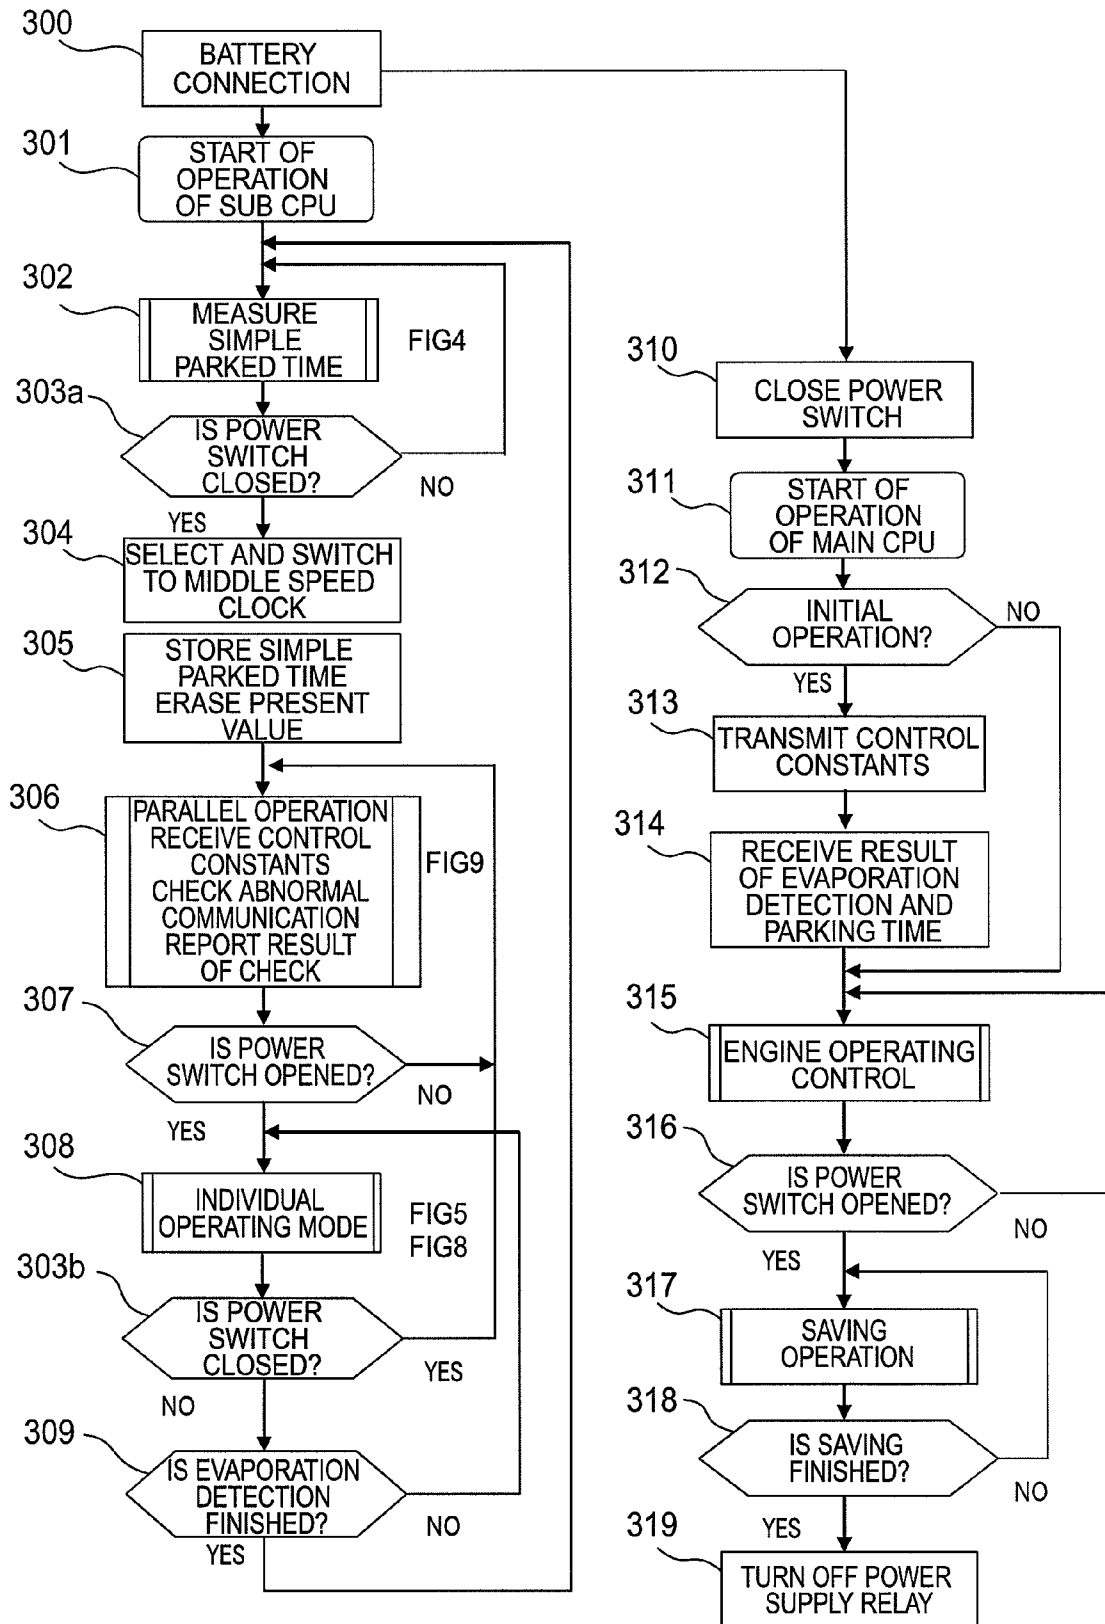 300
BATTERY
CONNECTION
301
START OF
OPERATION
OF SUB CPU
302
MEASURE
SIMPLE
PARKED TIME
FIG4
303a
IS POWER
SWITCH
CLOSED?
NO
YES
304
SELECT AND SWITCH
TO MIDDLE SPEED
CLOCK
305
STORE SIMPLE
PARKED TIME
ERASE PRESENT
VALUE
306
PARALLEL OPERATION
RECEIVE CONTROL
CONSTANTS
CHECK ABNORMAL
COMMUNICATION
REPORT RESULT
OF CHECK
FIG9
307
IS POWER
SWITCH OPENED?
NO
YES
308
INDIVIDUAL
OPERATING MODE
FIG5
FIG8
303b
IS POWER
SWITCH
CLOSED?
YES
NO
309
IS EVAPORATION
DETECTION
FINISHED?
NO
YES
310
CLOSE POWER
SWITCH
311
START OF
OPERATION
OF MAIN CPU
312
INITIAL
OPERATION?
NO
YES
313
TRANSMIT CONTROL
CONSTANTS
314
RECEIVE RESULT
OF EVAPORATION
DETECTION AND
PARKING TIME
315
ENGINE OPERATING
CONTROL
316
IS POWER
SWITCH OPENED?
NO
YES
317
SAVING
OPERATION
318
IS SAVING
FINISHED?
NO
YES
319
TURN OFF POWER
SUPPLY RELAY